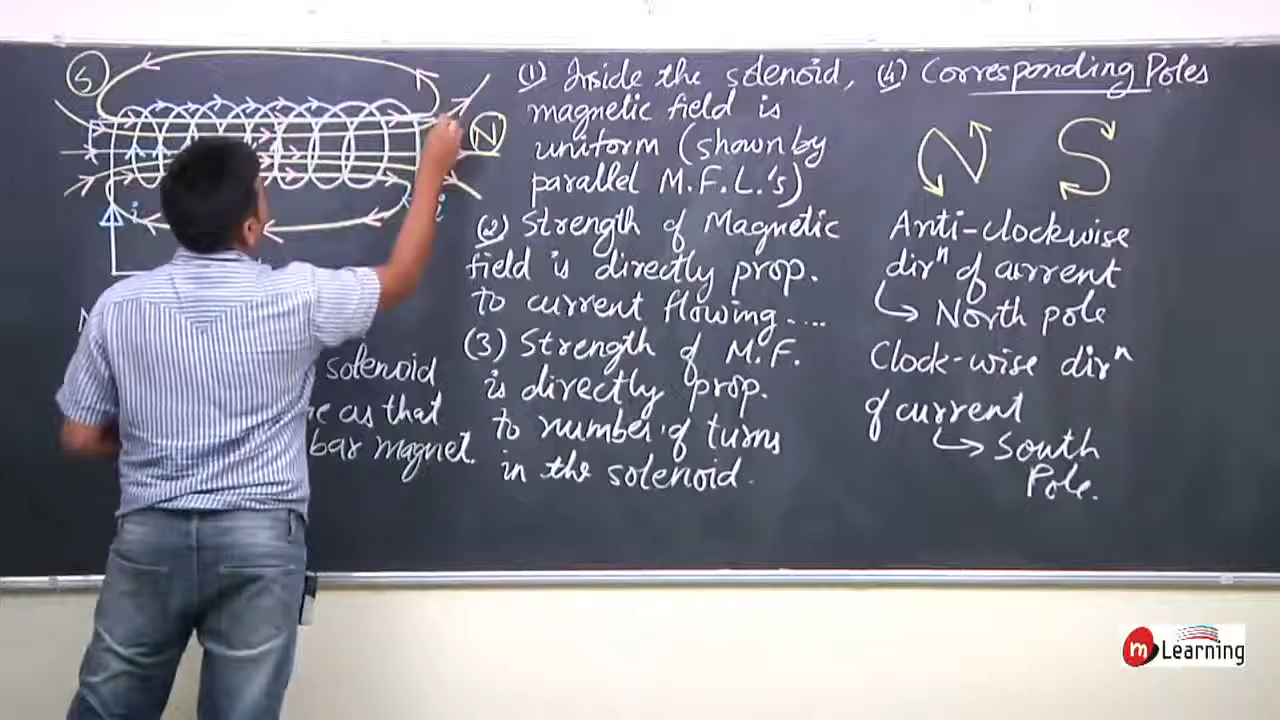 S
N
i
i
N
solenoid
as that
bar magnet.
(1) Inside the solenoid,
magnetic field is
uniform (shown by
parallel M.F.L.'s)
(2) Strength of Magnetic
field is directly prop.
to current flowing....
(3) Strength of M.F.
is directly prop.
to number of turns
in the solenoid.
(4) Corresponding Poles
N S
Anti-clockwise
dirⁿ of current
↳ North pole
Clock-wise dirⁿ
of current
↳ South
Pole.
m Learning